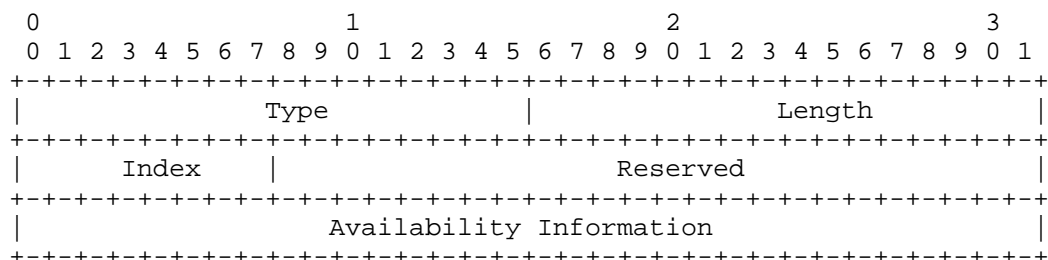 0                   1                   2                   3
 0 1 2 3 4 5 6 7 8 9 0 1 2 3 4 5 6 7 8 9 0 1 2 3 4 5 6 7 8 9 0 1
+-+-+-+-+-+-+-+-+-+-+-+-+-+-+-+-+-+-+-+-+-+-+-+-+-+-+-+-+-+-+-+-+
|               Type            |               Length          |
+-+-+-+-+-+-+-+-+-+-+-+-+-+-+-+-+-+-+-+-+-+-+-+-+-+-+-+-+-+-+-+-+
|      Index    |                     Reserved                  |
+-+-+-+-+-+-+-+-+-+-+-+-+-+-+-+-+-+-+-+-+-+-+-+-+-+-+-+-+-+-+-+-+
|                   Availability Information                    |
+-+-+-+-+-+-+-+-+-+-+-+-+-+-+-+-+-+-+-+-+-+-+-+-+-+-+-+-+-+-+-+-+